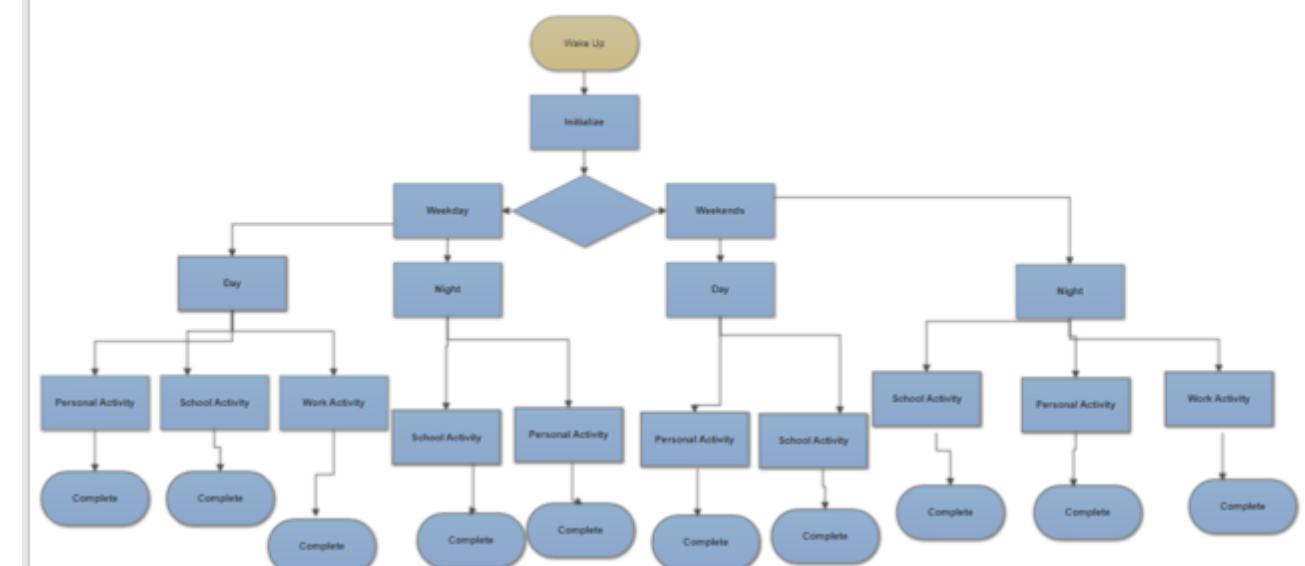 Wake Up
Initialize
Weekday
Weekends
Day
Night
Day
Night
Personal Activity
School Activity
Work Activity
School Activity
Personal Activity
Personal Activity
School Activity
School Activity
Personal Activity
Work Activity
Complete
Complete
Complete
Complete
Complete
Complete
Complete
Complete
Complete
Complete